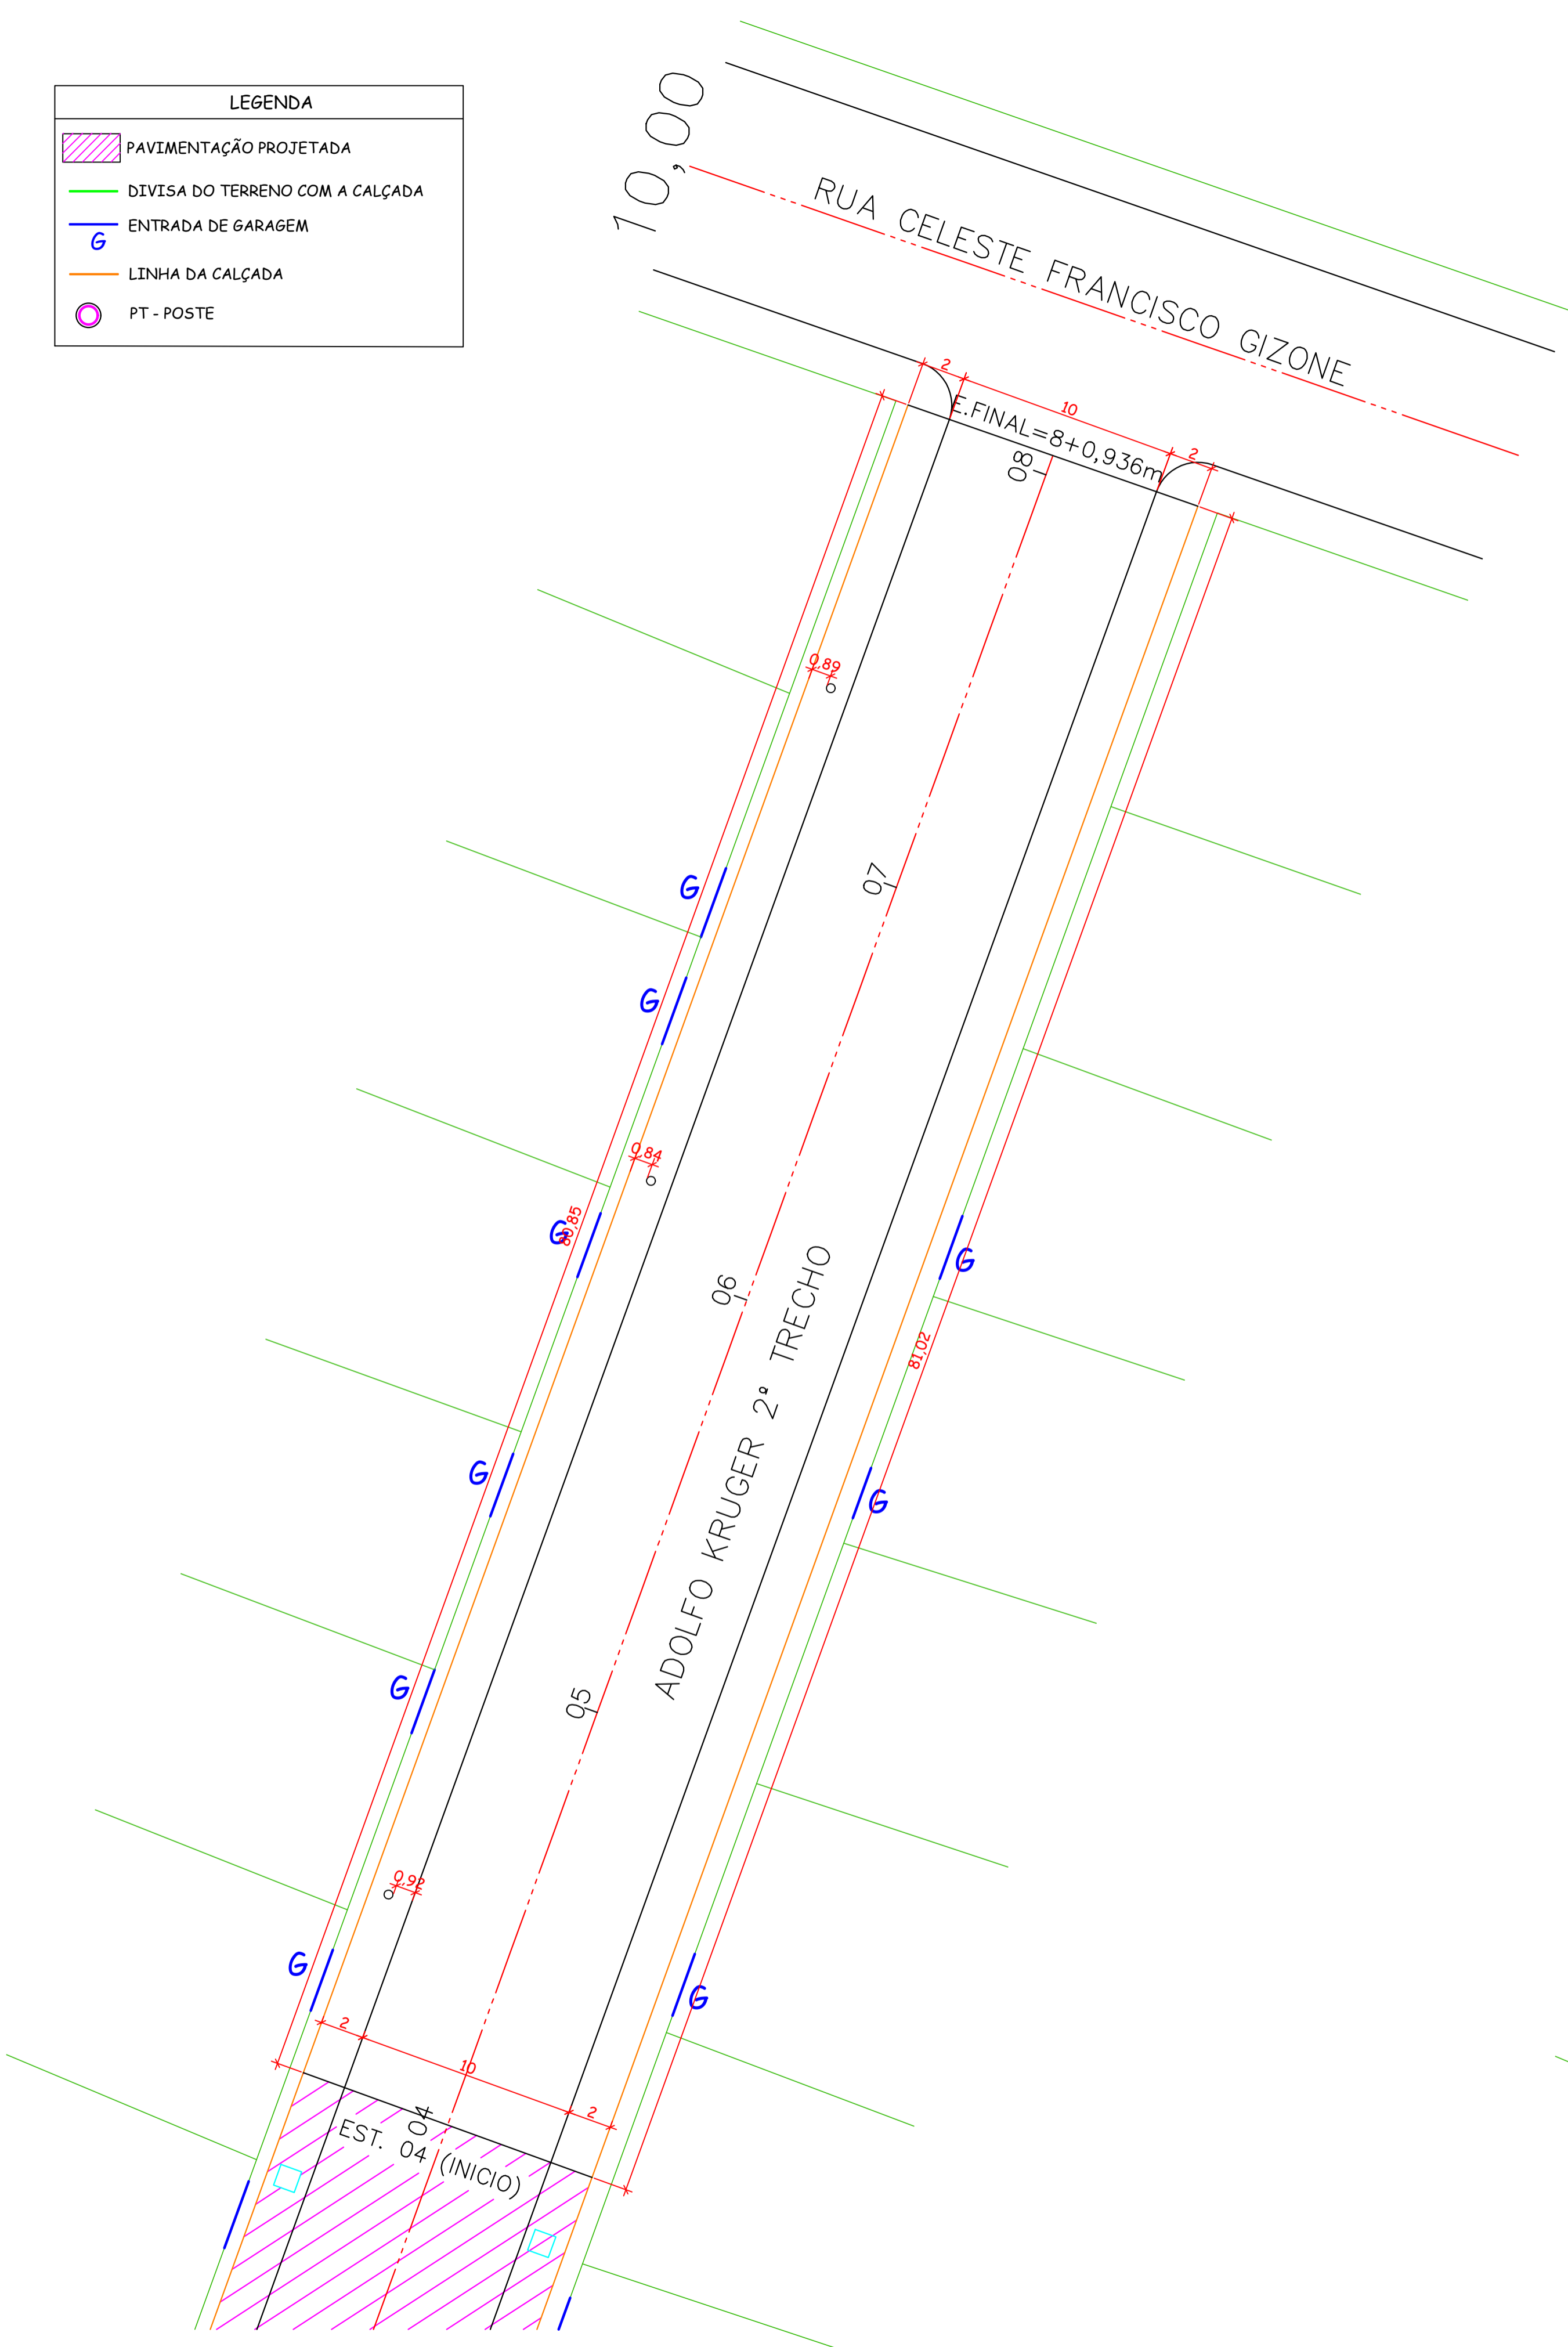 LEGENDA
PAVIMENTAÇÃO PROJETADA
DIVISA DO TERRENO COM A CALÇADA
ENTRADA DE GARAGEM
G
LINHA DA CALÇADA
PT - POSTE
10,00
RUA CELESTE FRANCISCO GIZONE
2
10
2
E.FINAL=8+0,936m
08
0,89
07
G
G
0,84
G
80,85
G
06
81,02
ADOLFO KRUGER 2ª TRECHO
G
G
G
05
0,92
G
G
2
10
2
04
EST. 04 (INICIO)